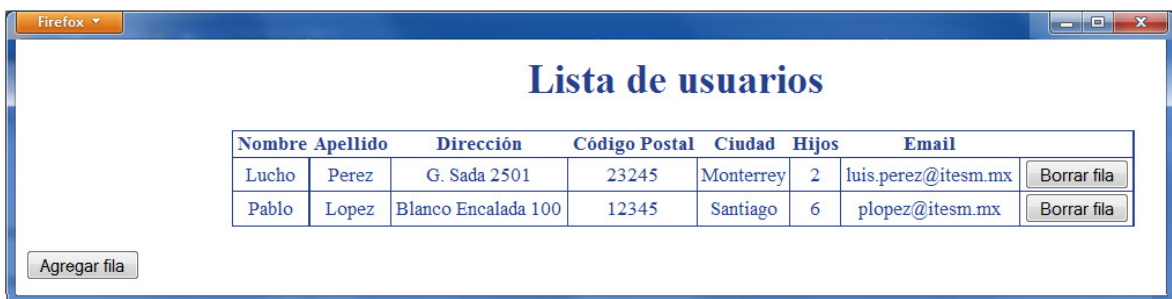 Firefox
Lista de usuarios
Nombre Apellido Dirección Código Postal Ciudad Hijos Email
Lucho Perez G. Sada 2501 23245 Monterrey 2 luis.perez@itesm.mx Borrar fila
Pablo Lopez Blanco Encalada 100 12345 Santiago 6 plopez@itesm.mx Borrar fila
Agregar fila